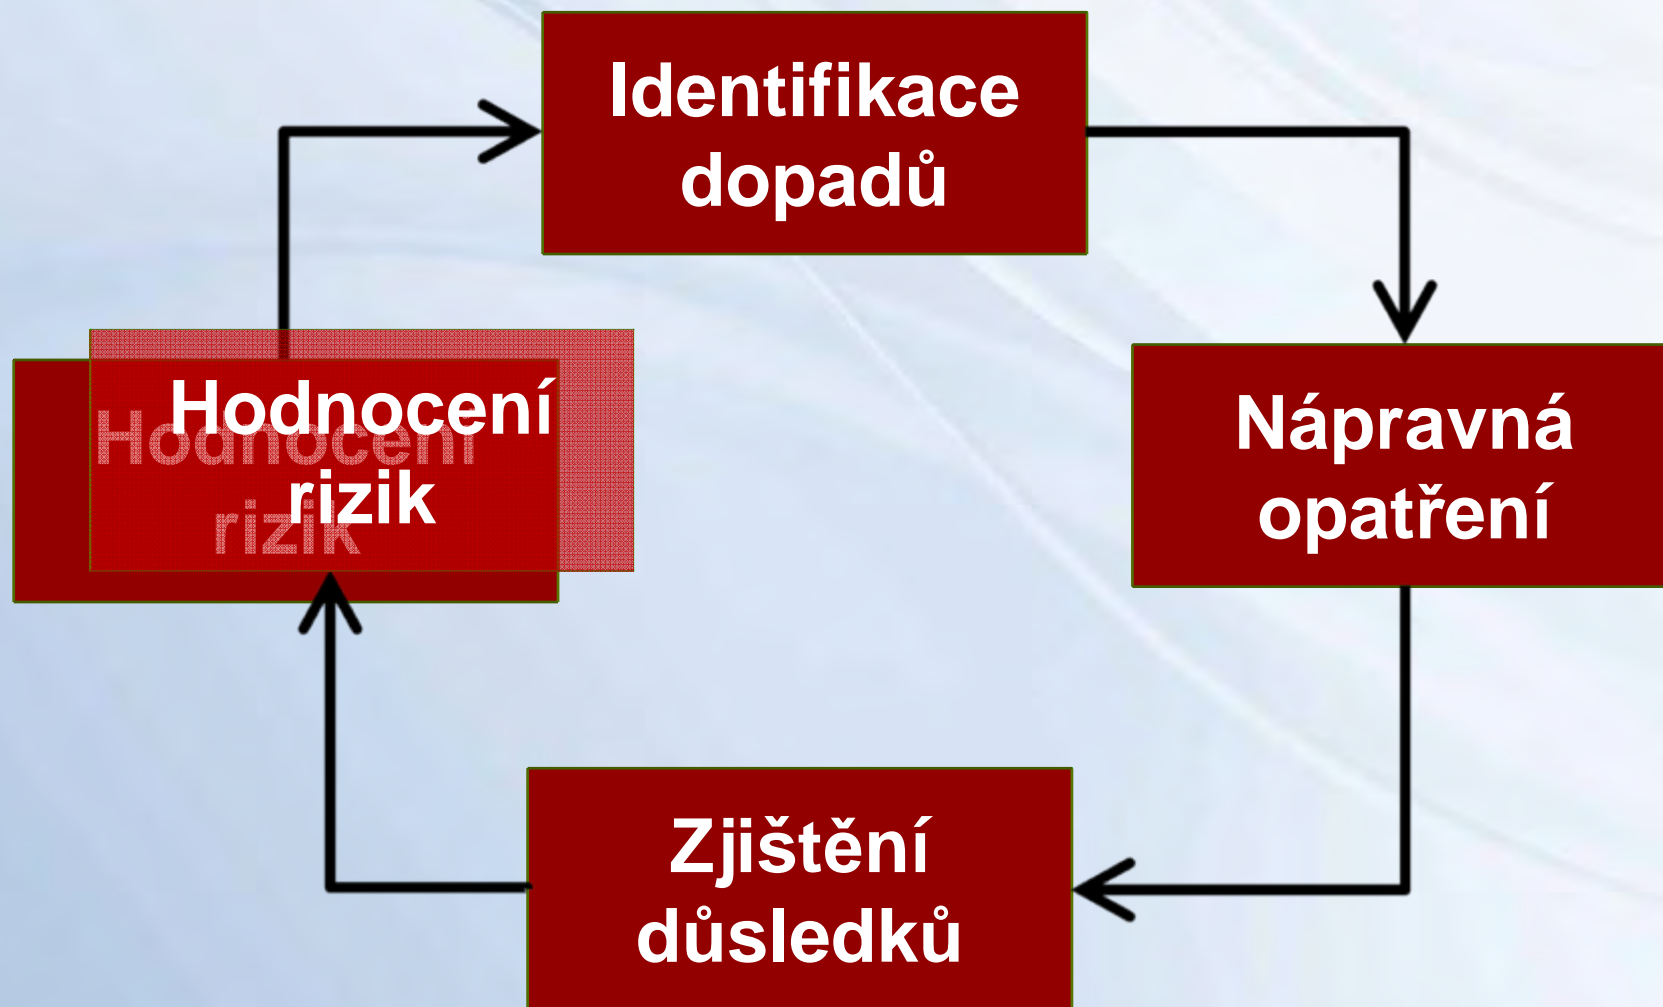 Identifikace
dopadů
Hodnocení
rizik
Hodnocení
rizik
Nápravná
opatření
Zjištění
důsledků